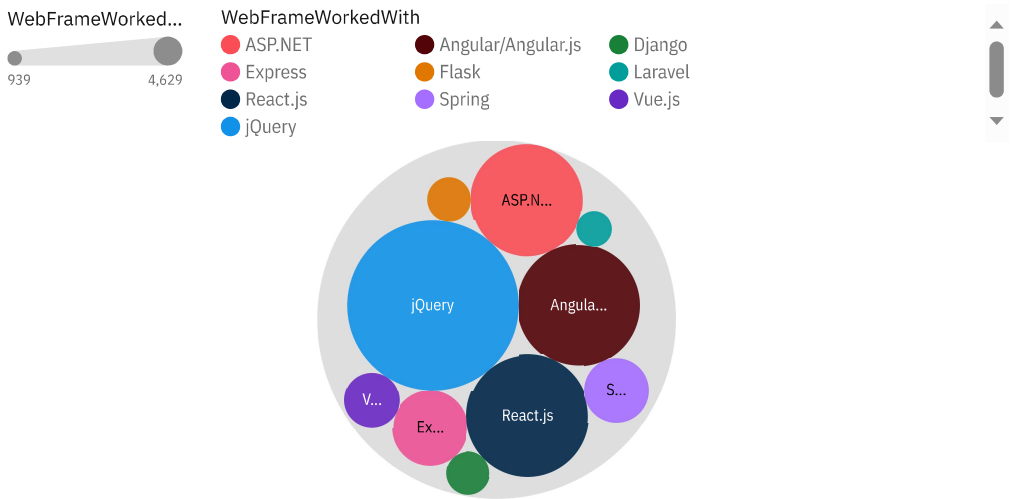 WebFrameWorked...
939
4,629
WebFrameWorkedWith
ASP.NET
Angular/Angular.js
Django
Express
Flask
Laravel
React.js
Spring
Vue.js
jQuery
ASP.N...
jQuery
Angula...
S...
V...
React.js
Ex...